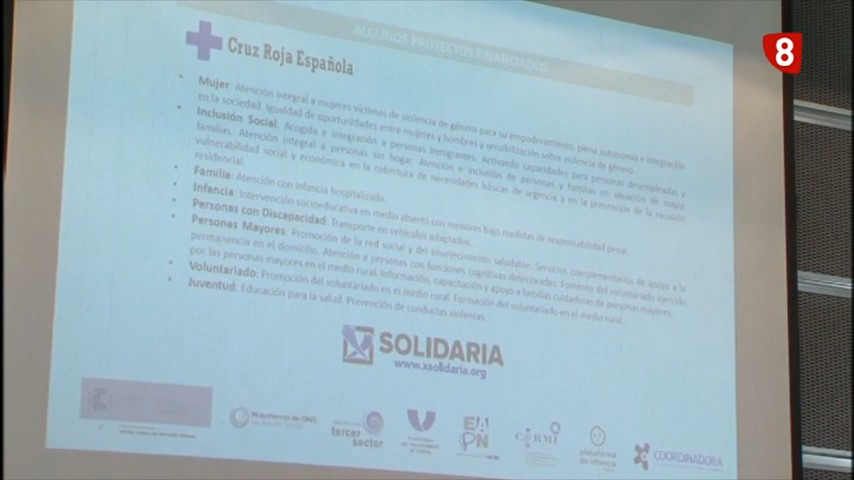 ALGUNOS PROYECTOS FINANCIADOS
8
Cruz Roja Española
• Mujer: Atención integral a mujeres víctimas de violencia de género para su empoderamiento, plena autonomía e integración
en la sociedad. Igualdad de oportunidades entre mujeres y hombres y sensibilización sobre violencia de género.
• Inclusión Social: Acogida e integración a personas inmigrantes. Activando capacidades para personas desempleadas y
familias. Atención integral a personas sin hogar. Atención e inclusión de personas y familias en situación de mayor
vulnerabilidad social y económica en la cobertura de necesidades básicas de urgencia y en la prevención de la exclusión
residencial.
• Familia: Atención con infancia hospitalizada.
• Infancia: Intervención socioeducativa en medio abierto con menores bajo medidas de responsabilidad penal.
• Personas con Discapacidad: Transporte en vehículos adaptados.
• Personas Mayores: Promoción de la red social y del envejecimiento saludable. Servicios complementarios de apoyo a la
permanencia en el domicilio. Atención a personas con funciones cognitivas deterioradas. Fomento del voluntariado ejercido
por las personas mayores en el medio rural. Información, capacitación y apoyo a familias cuidadoras de personas mayores.
• Voluntariado: Promoción del voluntariado en el medio rural. Formación del voluntariado en el medio rural.
• Juventud: Educación para la salud. Prevención de conductas violentas.
X SOLIDARIA
www.xsolidaria.org
Plataforma de ONG
tercer
sector
EAPN
CERMI
plataforma
de infancia
COORDINADORA